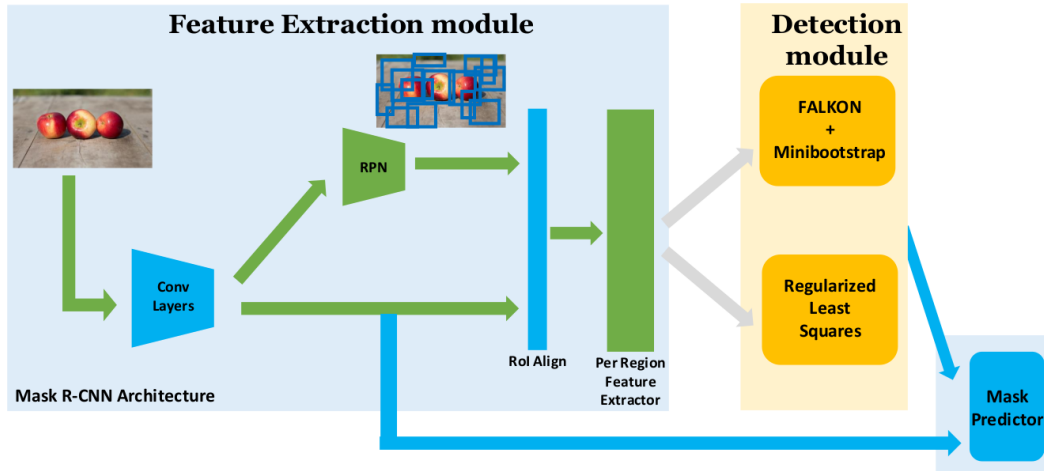 Feature Extraction module
Detection
module
FALKON
+
Minibootstrap
RPN
Conv
Layers
Regularized
Least
Squares
RoI Align
Per Region
Feature
Extractor
Mask R-CNN Architecture
Mask
Predictor